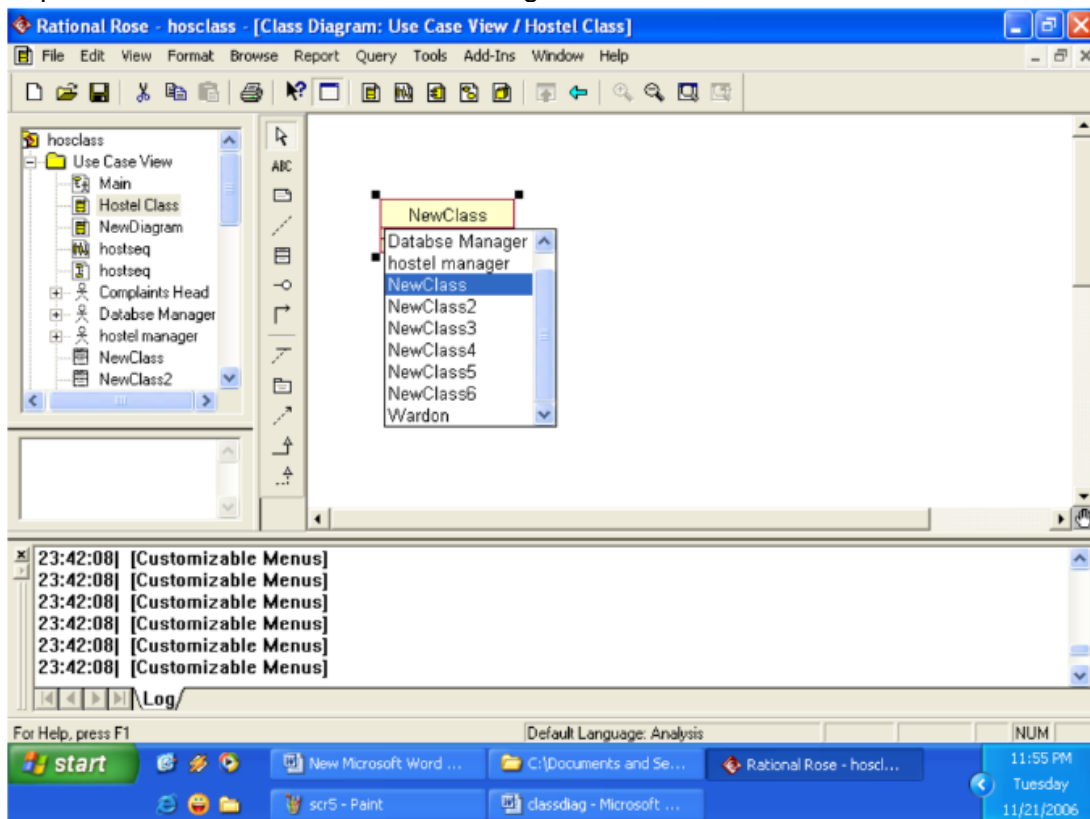 Rational Rose - hosclass - [Class Diagram: Use Case View / Hostel Class]
File Edit View Format Browse Report Query Tools Add-Ins Window Help
hosclass
Use Case View
Main
Hostel Class
NewDiagram
hostseq
hostseq
Complaints Head
Databse Manager
hostel manager
NewClass
NewClass2
ABC
NewClass
Databse Manager
hostel manager
NewClass
NewClass2
NewClass3
NewClass4
NewClass5
NewClass6
Wardon
23:42:08| [Customizable Menus]
23:42:08| [Customizable Menus]
23:42:08| [Customizable Menus]
23:42:08| [Customizable Menus]
23:42:08| [Customizable Menus]
23:42:08| [Customizable Menus]
Log
For Help, press F1 Default Language: Analysis NUM
start New Microsoft Word ... C:\Documents and Se... Rational Rose - hoscl... 11:55 PM
Tuesday
scr5 - Paint classdiag - Microsoft ... 11/21/2006